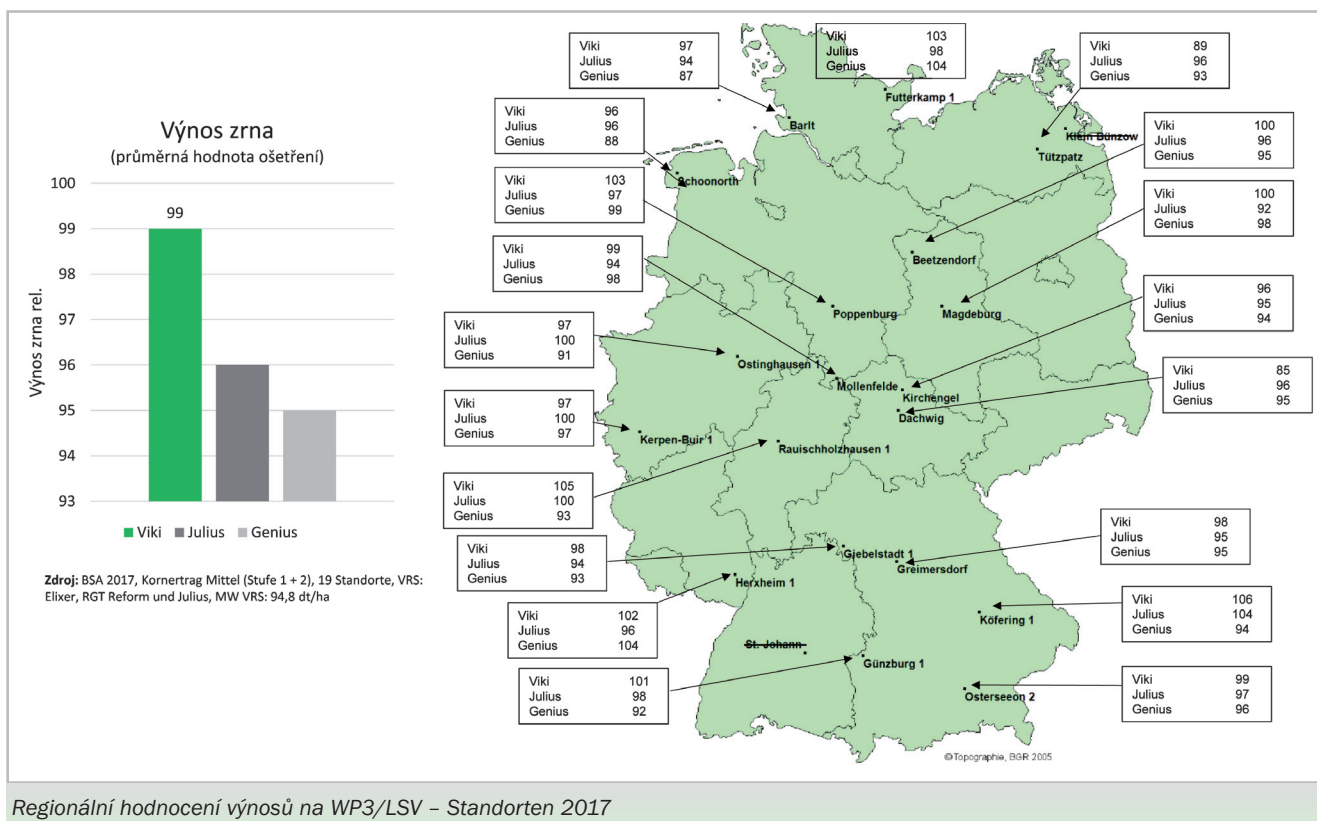 Výnos zrna
(průměrná hodnota ošetření)
100
99
98
97
96
95
94
93
Výnos zrna rel.
99
Viki Julius Genius
Zdroj: BSA 2017, Kornertrag Mittel (Stufe 1 + 2), 19 Standorte, VRS:
Elixer, RGT Reform und Julius, MW VRS: 94,8 dt/ha
Viki 97
Julius 94
Genius 87
Viki 103
Julius 98
Genius 104
Viki 89
Julius 96
Genius 93
Viki 96
Julius 96
Genius 88
Viki 100
Julius 96
Genius 95
Viki 103
Julius 97
Genius 99
Viki 100
Julius 92
Genius 98
Viki 99
Julius 94
Genius 98
Viki 96
Julius 95
Genius 94
Viki 97
Julius 100
Genius 91
Viki 85
Julius 96
Genius 95
Viki 97
Julius 100
Genius 97
Viki 105
Julius 100
Genius 93
Viki 98
Julius 95
Genius 95
Viki 98
Julius 94
Genius 93
Viki 106
Julius 104
Genius 94
Viki 102
Julius 96
Genius 104
Viki 101
Julius 98
Genius 92
Viki 99
Julius 97
Genius 96
Futterkamp 1
Barlt
Klein Bünzow
Tützpatz
Schoonorth
Beetzendorf
Poppenburg
Magdeburg
Ostinghausen 1
Mollenfelde
Kirchengel
Dachwig
Kerpen-Buir 1
Rauischholzhausen 1
Giebelstadt 1
Greimersdorf
Herxheim 1
Köfering 1
St. Johann
Günzburg 1
Osterseeon 2
©Topographie, BGR 2005
Regionální hodnocení výnosů na WP3/LSV – Standorten 2017